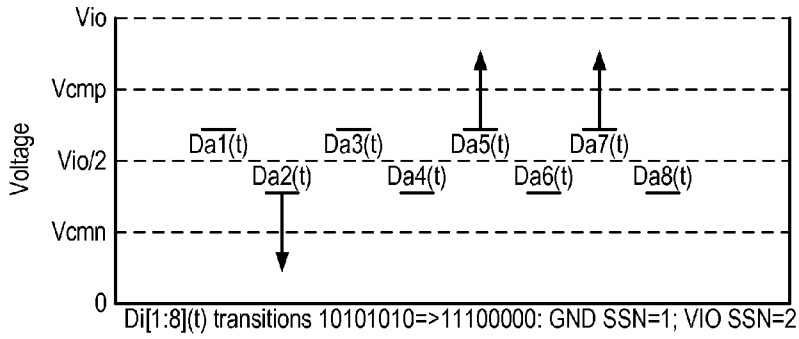 Vio
Vcmp
Voltage
Da1(t) Da3(t) Da5(t) Da7(t)
Vio/2
Da2(t) Da4(t) Da6(t) Da8(t)
Vcmn
0
Di[1:8](t) transitions 10101010=>11100000: GND SSN=1; VIO SSN=2